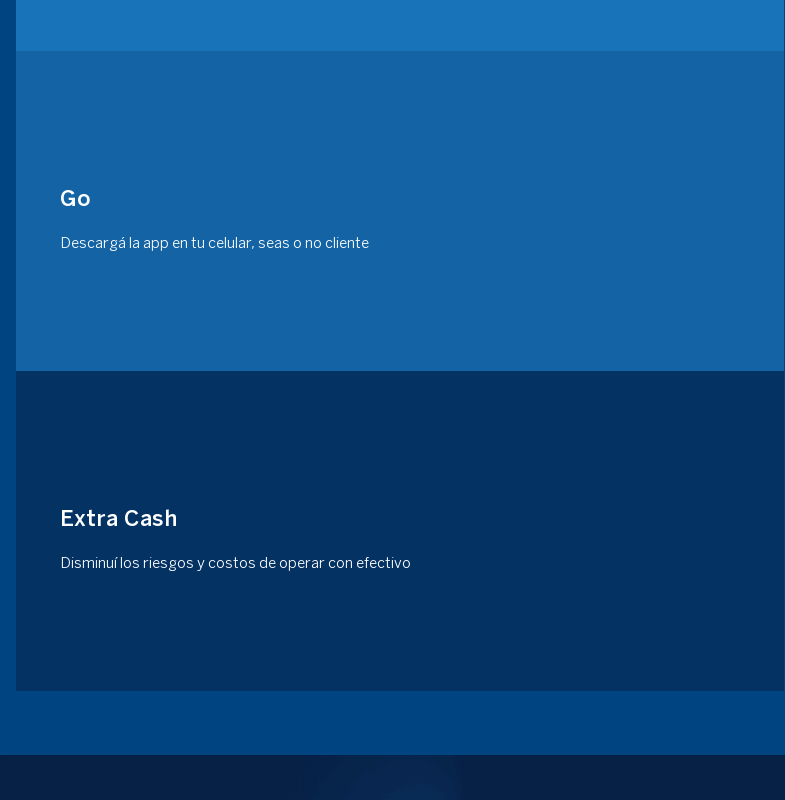 Go
Descargá la app en tu celular, seas o no cliente
Extra Cash
Disminuí los riesgos y costos de operar con efectivo